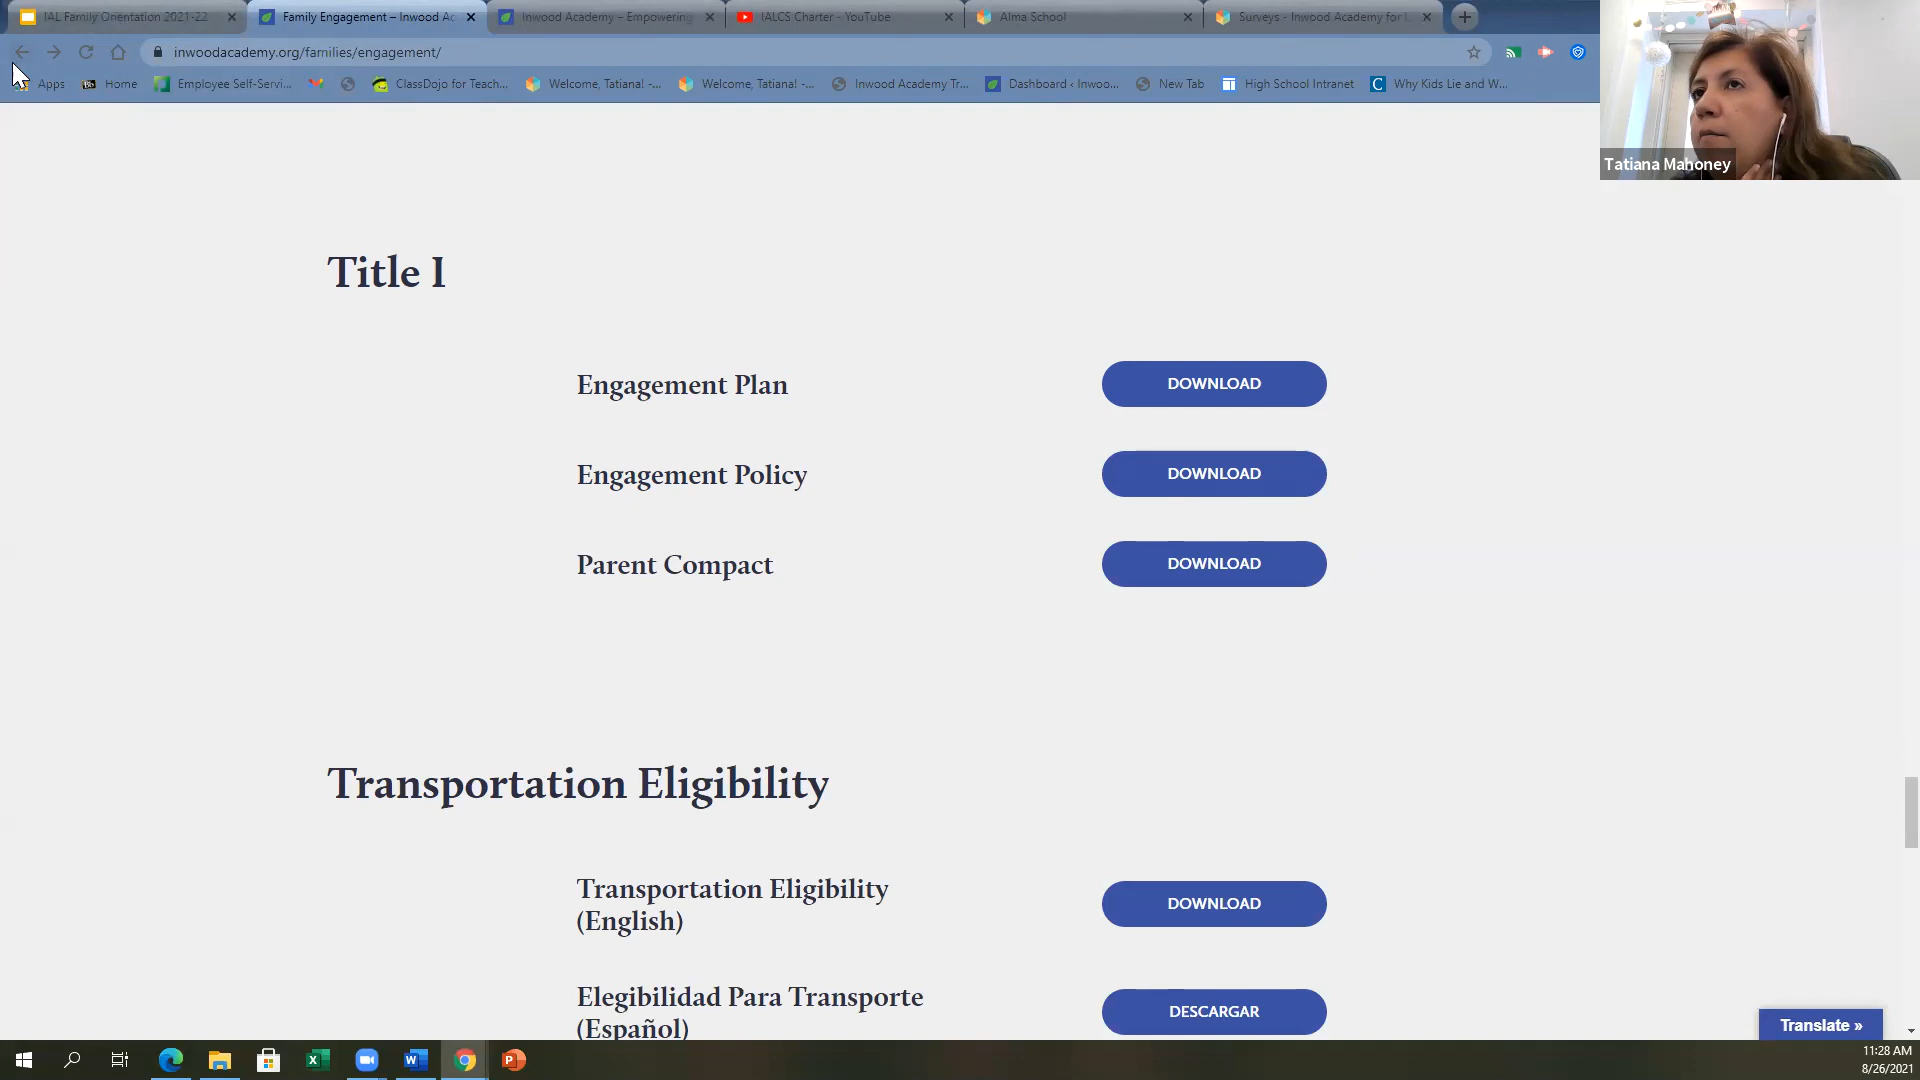 IAL Family Orientation 2021-22
Family Engagement – Inwood Ac
Inwood Academy – Empowering
IALCS Charter - YouTube
Alma School
Surveys - Inwood Academy for L
inwoodacademy.org/families/engagement/
Apps
Home
Employee Self-Servi...
ClassDojo for Teach...
Welcome, Tatiana! -...
Welcome, Tatiana! -...
Inwood Academy Tr...
Dashboard ‹ Inwoo...
New Tab
High School Intranet
Why Kids Lie and W...
Tatiana Mahoney
Title I
Engagement Plan
DOWNLOAD
Engagement Policy
DOWNLOAD
Parent Compact
DOWNLOAD
Transportation Eligibility
Transportation Eligibility
(English)
DOWNLOAD
Elegibilidad Para Transporte
(Español)
DESCARGAR
Translate »
11:28 AM
8/26/2021